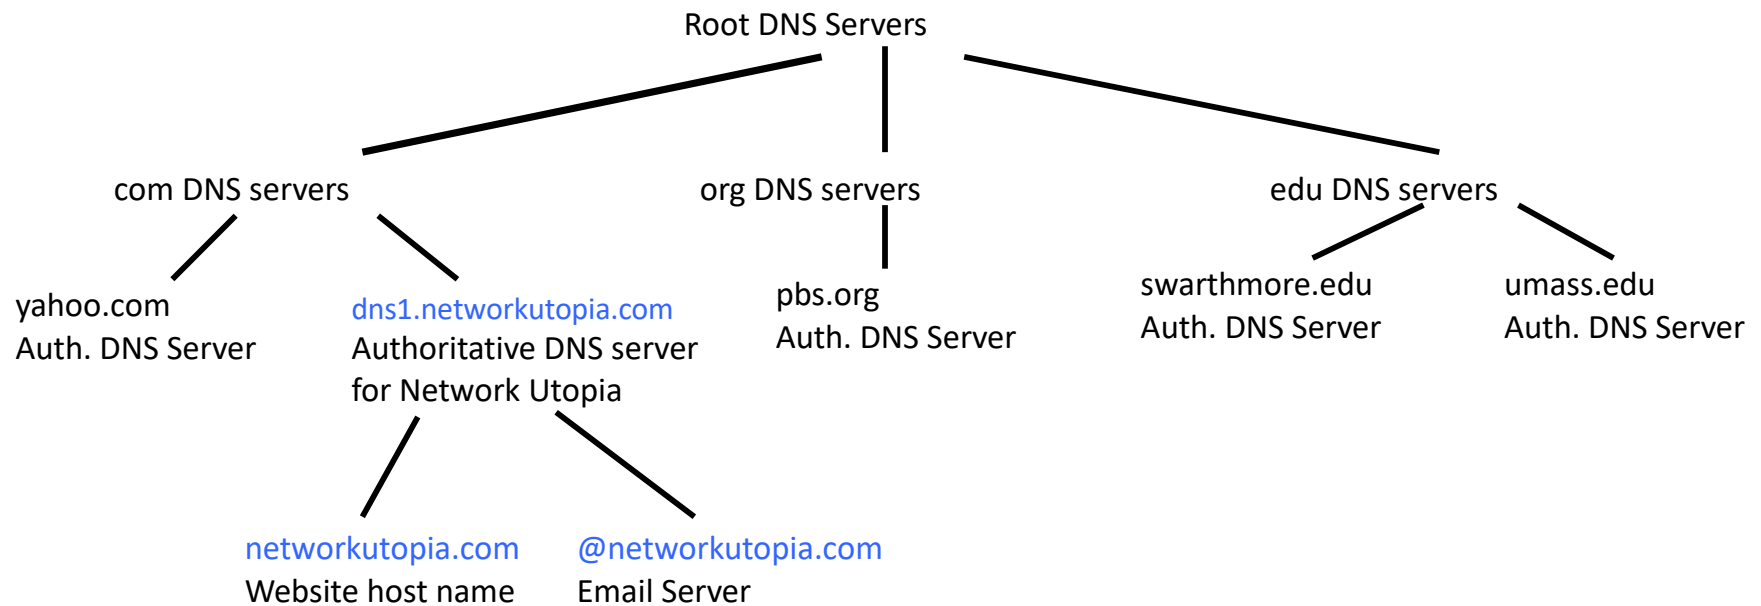 Root DNS Servers
com DNS servers
org DNS servers
edu DNS servers
yahoo.com
Auth. DNS Server
dns1.networkutopia.com
Authoritative DNS server
for Network Utopia
pbs.org
Auth. DNS Server
swarthmore.edu
Auth. DNS Server
umass.edu
Auth. DNS Server
networkutopia.com
Website host name
@networkutopia.com
Email Server